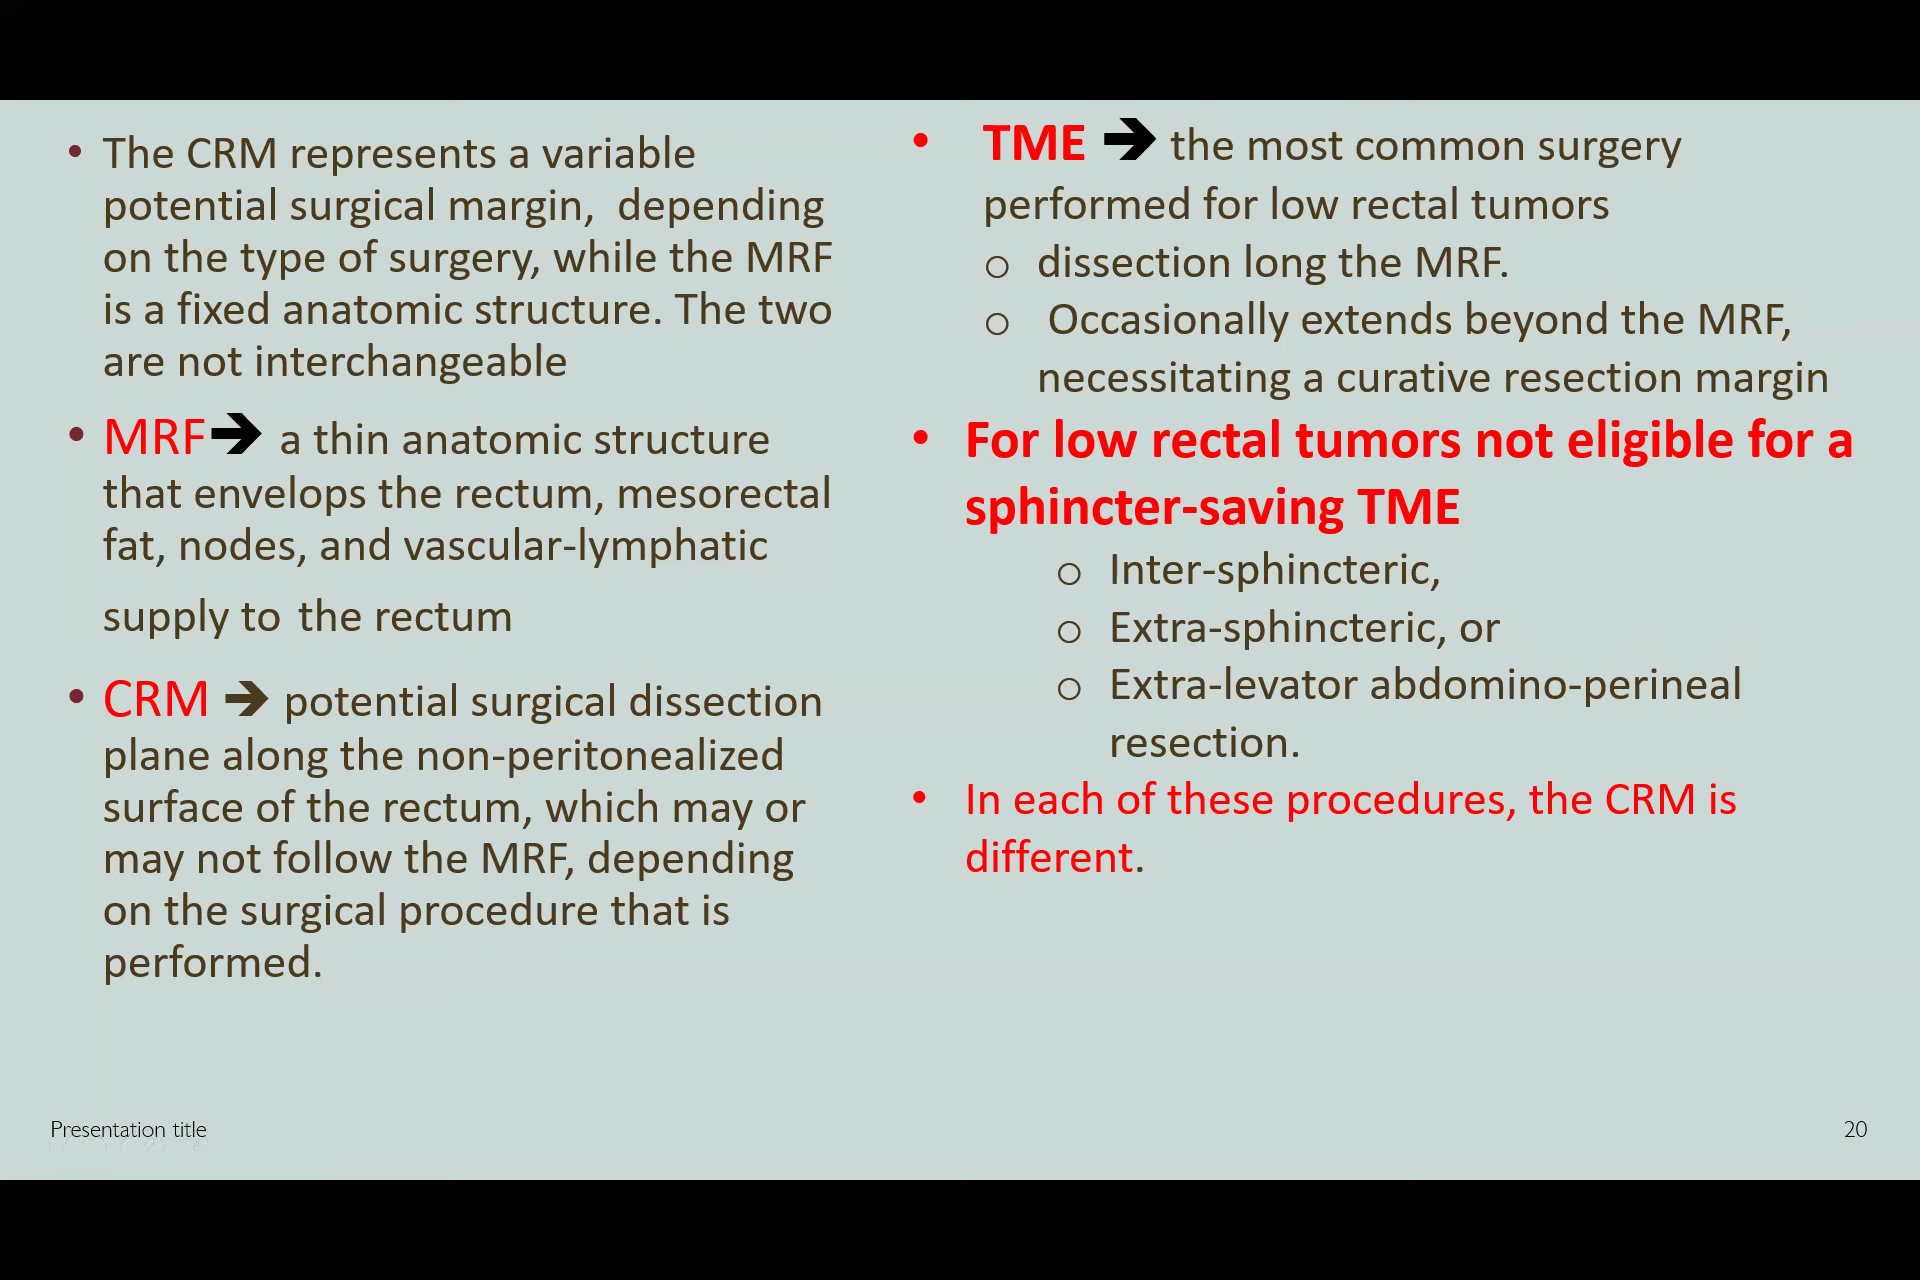 • The CRM represents a variable
potential surgical margin, depending
on the type of surgery, while the MRF
is a fixed anatomic structure. The two
are not interchangeable
• MRF➔ a thin anatomic structure
that envelops the rectum, mesorectal
fat, nodes, and vascular-lymphatic
supply to the rectum
• CRM ➔ potential surgical dissection
plane along the non-peritonealized
surface of the rectum, which may or
may not follow the MRF, depending
on the surgical procedure that is
performed.
• TME ➔ the most common surgery
performed for low rectal tumors
o dissection long the MRF.
o Occasionally extends beyond the MRF,
necessitating a curative resection margin
• For low rectal tumors not eligible for a
sphincter-saving TME
o Inter-sphincteric,
o Extra-sphincteric, or
o Extra-levator abdomino-perineal
resection.
• In each of these procedures, the CRM is
different.
Presentation title
20